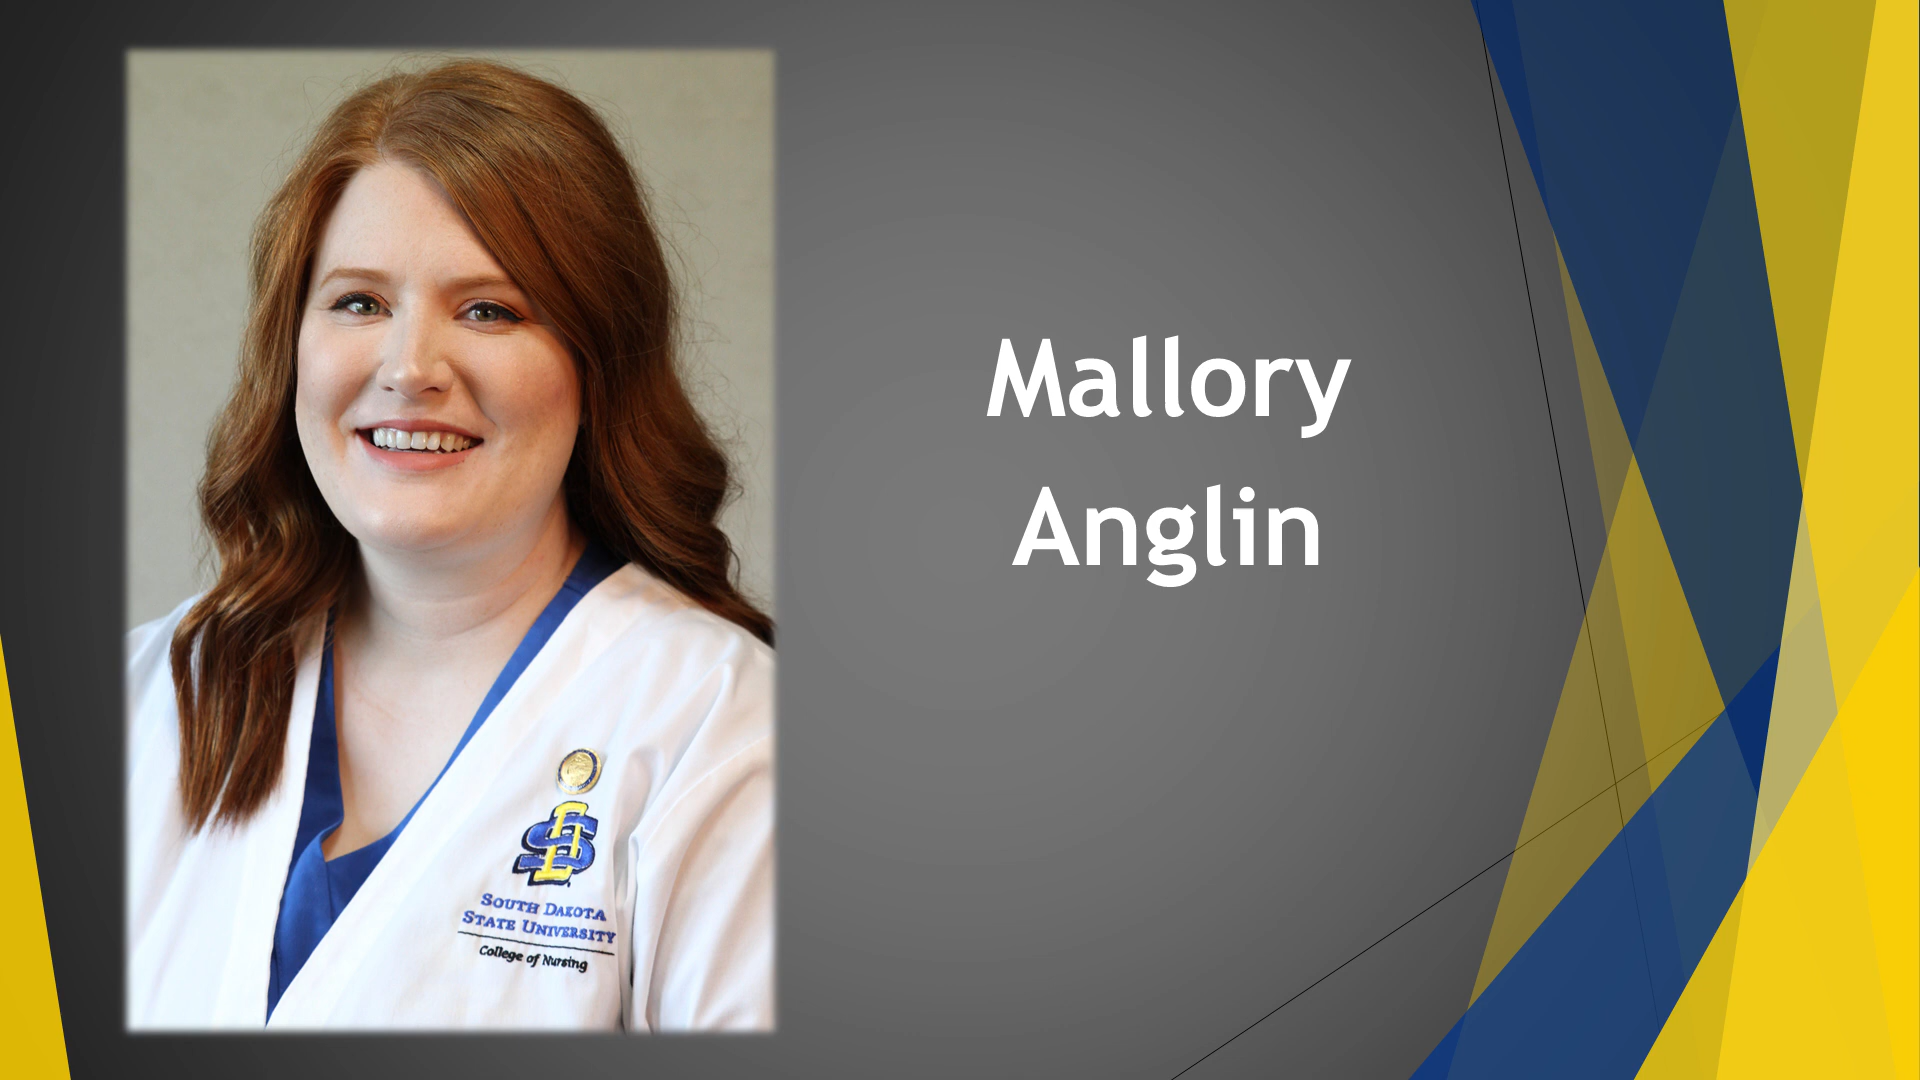 Mallory
Anglin
SOUTH DAKOTA
STATE UNIVERSITY
College of Nursing